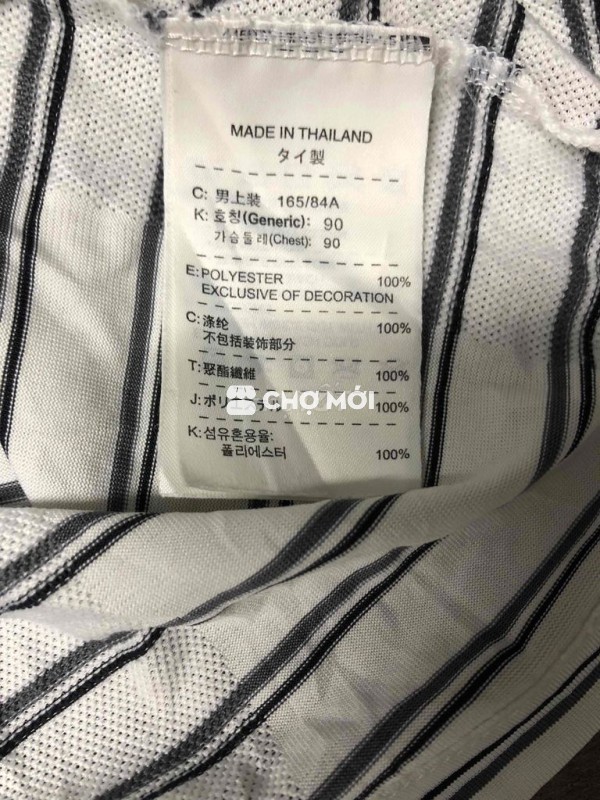 MADE IN THAILAND
タイ製
C: 男上装 165/84A
K: 호칭(Generic): 90
가슴둘레(Chest): 90
E: POLYESTER 100%
EXCLUSIVE OF DECORATION
C: 涤纶 100%
不包括装饰部分
T: 聚酯纖維 100%
CHỢ MỚI
J: 100%
K: 섬유혼용율:
폴리에스터 100%